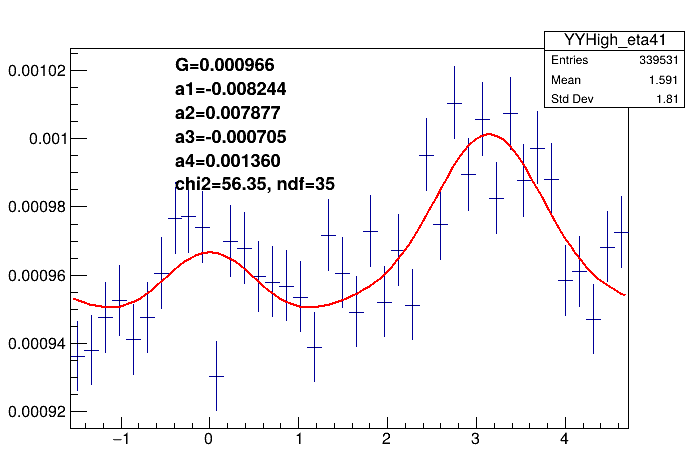 YYHigh_eta41
Entries 339531
Mean 1.591
Std Dev 1.81
G=0.000966
a1=-0.008244
a2=0.007877
a3=-0.000705
a4=0.001360
chi2=56.35, ndf=35
0.00102
0.001
0.00098
0.00096
0.00094
0.00092
−1 0 1 2 3 4